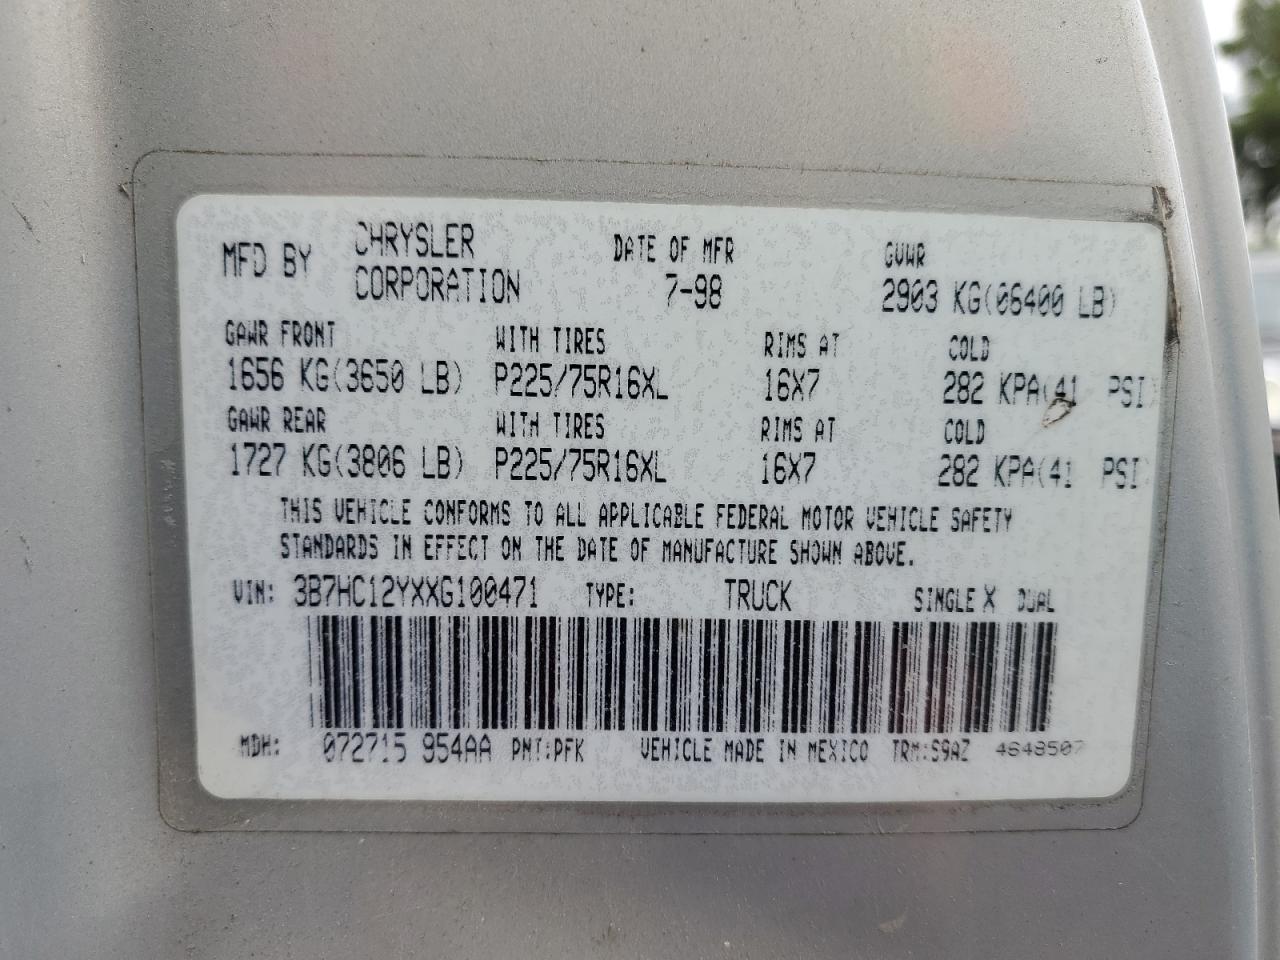 MFD BY CHRYSLER CORPORATION DATE OF MFR 7-98 GVWR 2903 KG(06400 LB)
GAWR FRONT WITH TIRES RIMS AT COLD
1656 KG(3650 LB) P225/75R16XL 16X7 282 KPA(41 PSI)
GAWR REAR WITH TIRES RIMS AT COLD
1727 KG(3806 LB) P225/75R16XL 16X7 282 KPA(41 PSI)
THIS VEHICLE CONFORMS TO ALL APPLICABLE FEDERAL MOTOR VEHICLE SAFETY
STANDARDS IN EFFECT ON THE DATE OF MANUFACTURE SHOWN ABOVE.
VIN: 3B7HC12YXXG100471 TYPE: TRUCK SINGLE X DUAL
MDH: 072715 954AA PNT:PFK VEHICLE MADE IN MEXICO TRM:S9AZ 4648507